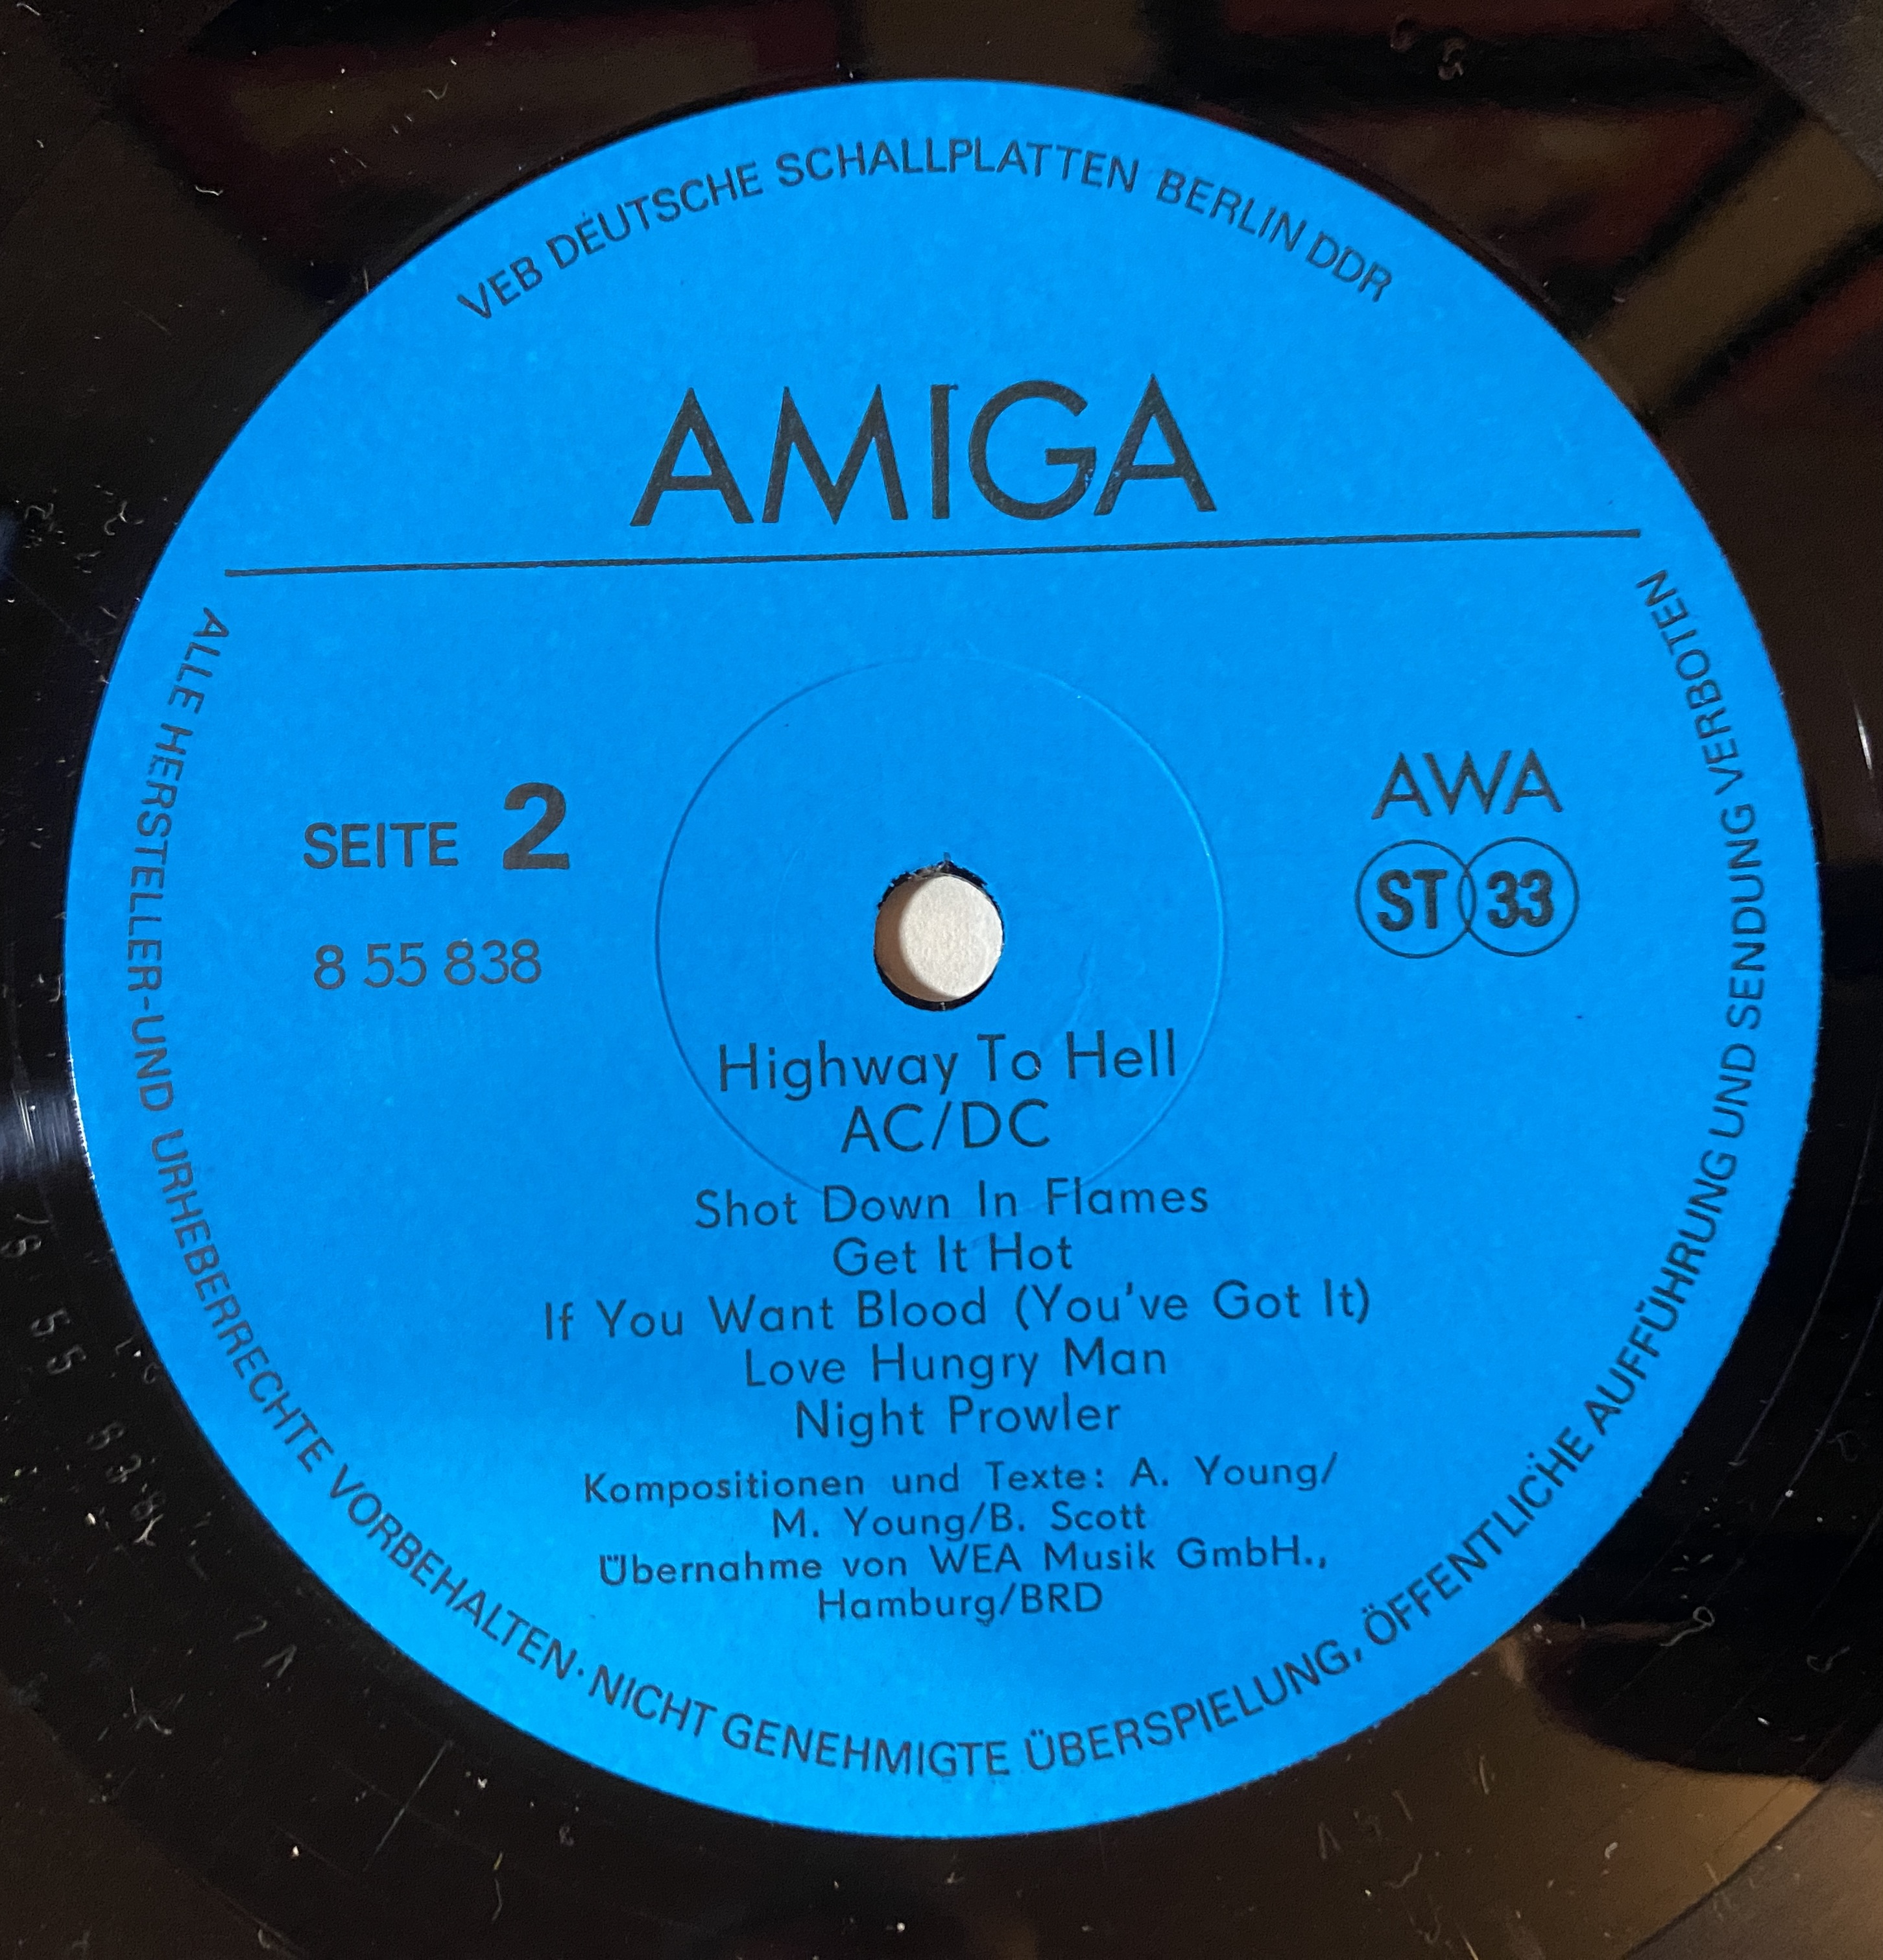 VEB DEUTSCHE SCHALLPLATTEN BERLIN DDR
AMIGA
SEITE 2
8 55 838
AWA
ST 33
Highway To Hell
AC/DC
Shot Down In Flames
Get It Hot
If You Want Blood (You've Got It)
Love Hungry Man
Night Prowler
Kompositionen und Texte: A. Young/
M. Young/B. Scott
Übernahme von WEA Musik GmbH.,
Hamburg/BRD
ALLE HERSTELLER-UND URHEBERRECHTE VORBEHALTEN · NICHT GENEHMIGTE ÜBERSPIELUNG, ÖFFENTLICHE AUFFÜHRUNG UND SENDUNG VERBOTEN